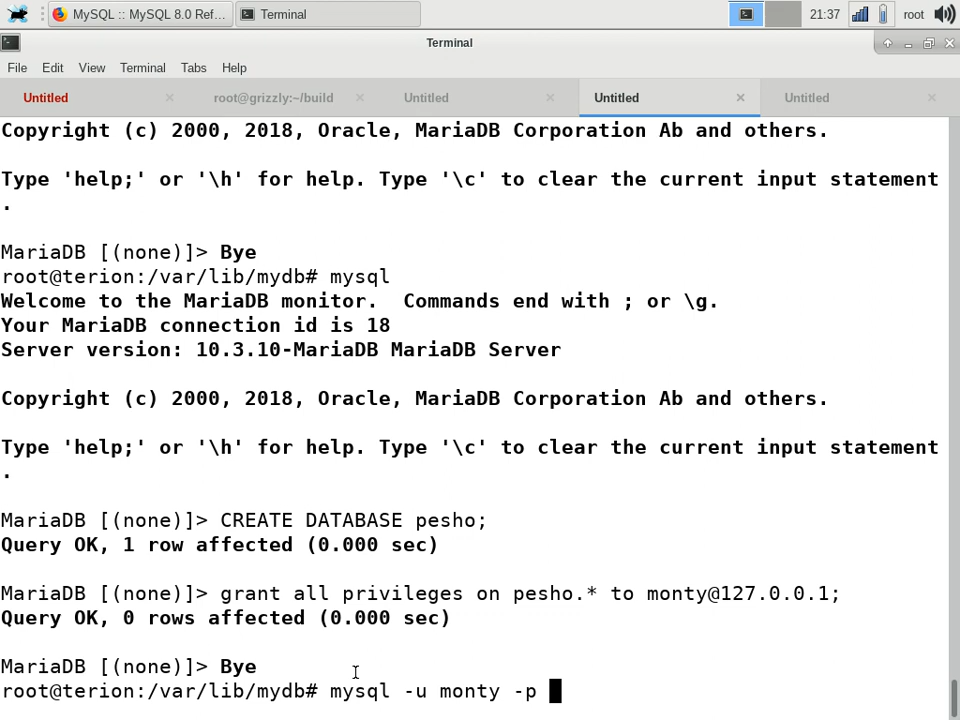 MySQL :: MySQL 8.0 Ref...
Terminal
21:37
root
Terminal
File Edit View Terminal Tabs Help
Untitled
root@grizzly:~/build
Untitled
Untitled
Untitled
Copyright (c) 2000, 2018, Oracle, MariaDB Corporation Ab and others.
Type 'help;' or '\h' for help. Type '\c' to clear the current input statement
.
MariaDB [(none)]> Bye
root@terion:/var/lib/mydb# mysql
Welcome to the MariaDB monitor.  Commands end with ; or \g.
Your MariaDB connection id is 18
Server version: 10.3.10-MariaDB MariaDB Server
Copyright (c) 2000, 2018, Oracle, MariaDB Corporation Ab and others.
Type 'help;' or '\h' for help. Type '\c' to clear the current input statement
.
MariaDB [(none)]> CREATE DATABASE pesho;
Query OK, 1 row affected (0.000 sec)
MariaDB [(none)]> grant all privileges on pesho.* to monty@127.0.0.1;
Query OK, 0 rows affected (0.000 sec)
MariaDB [(none)]> Bye
root@terion:/var/lib/mydb# mysql -u monty -p